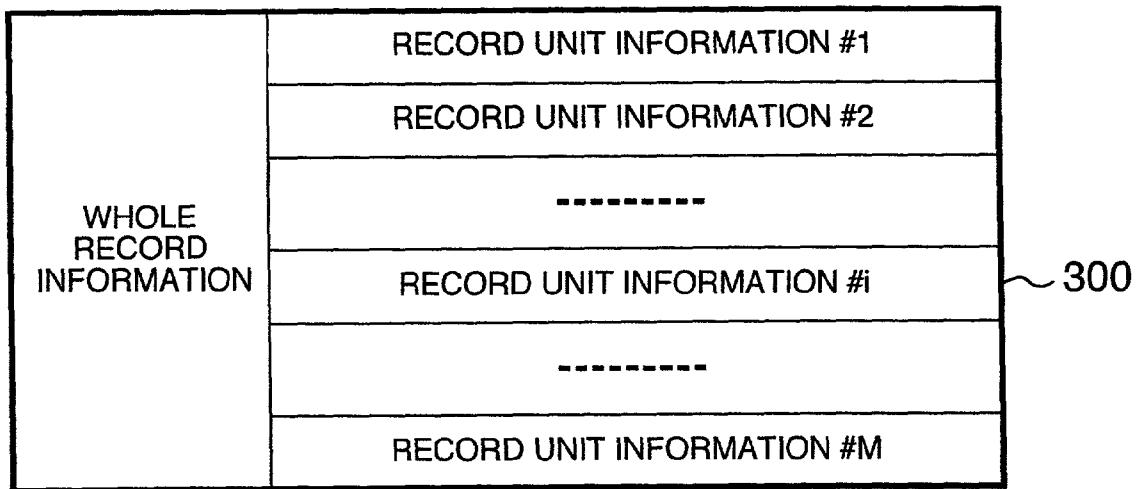 RECORD UNIT INFORMATION #1
RECORD UNIT INFORMATION #2
---------
WHOLE
RECORD
INFORMATION
RECORD UNIT INFORMATION #i
300
---------
RECORD UNIT INFORMATION #M